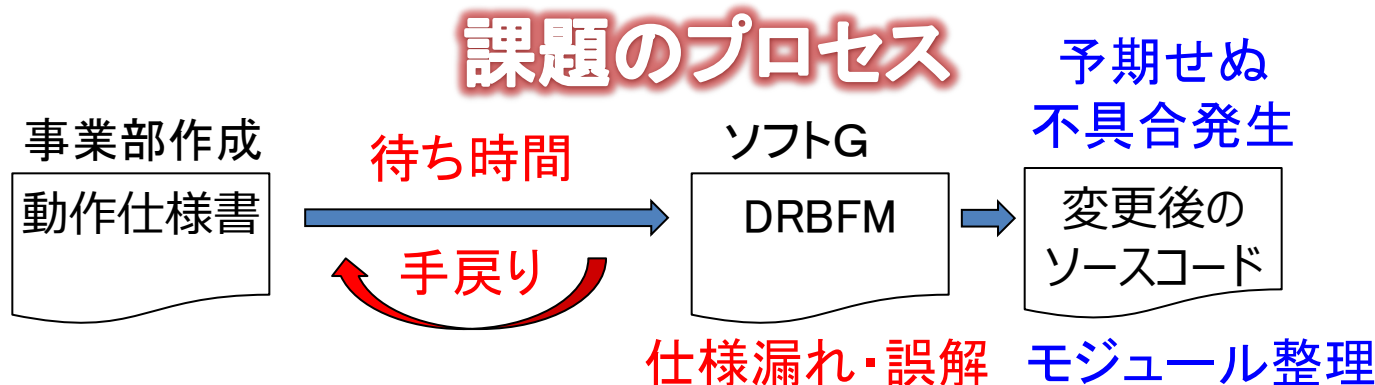 課題のプロセス
事業部作成
動作仕様書
待ち時間
手戻り
ソフトG
DRBFM
仕様漏れ・誤解
予期せぬ
不具合発生
変更後の
ソースコード
モジュール整理